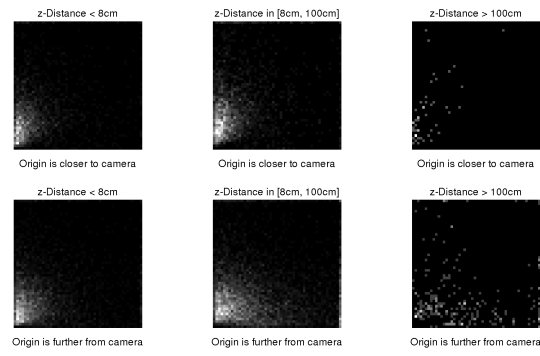 z-Distance < 8cm
z-Distance in [8cm, 100cm]
z-Distance > 100cm
Origin is closer to camera
Origin is closer to camera
Origin is closer to camera
z-Distance < 8cm
z-Distance in [8cm, 100cm]
z-Distance > 100cm
Origin is further from camera
Origin is further from camera
Origin is further from camera